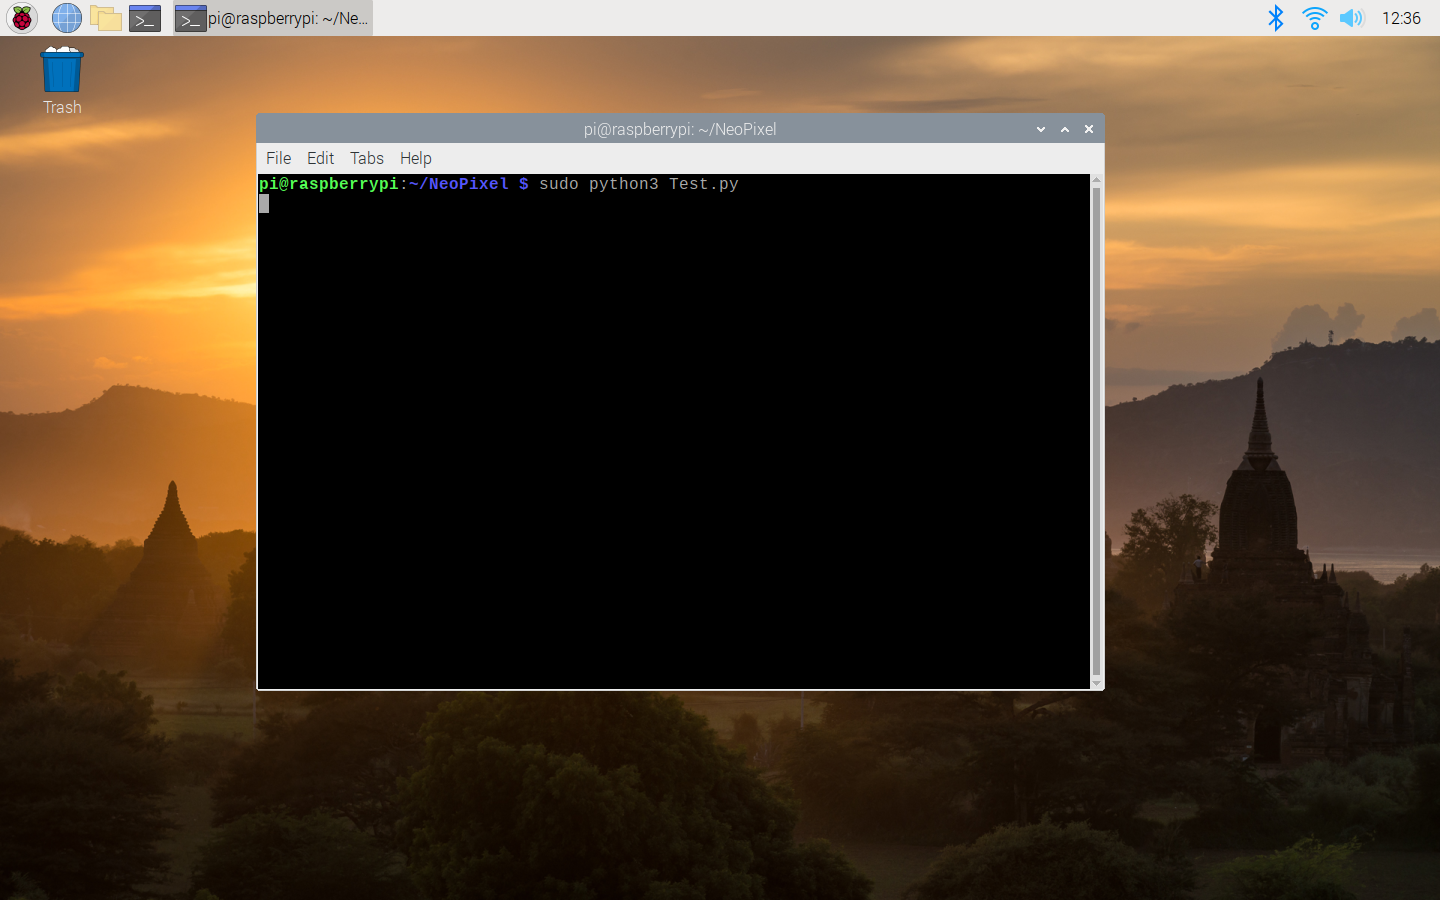 pi@raspberrypi: ~/Ne...
12:36
Trash
pi@raspberrypi: ~/NeoPixel
File Edit Tabs Help
pi@raspberrypi:~/NeoPixel $ sudo python3 Test.py